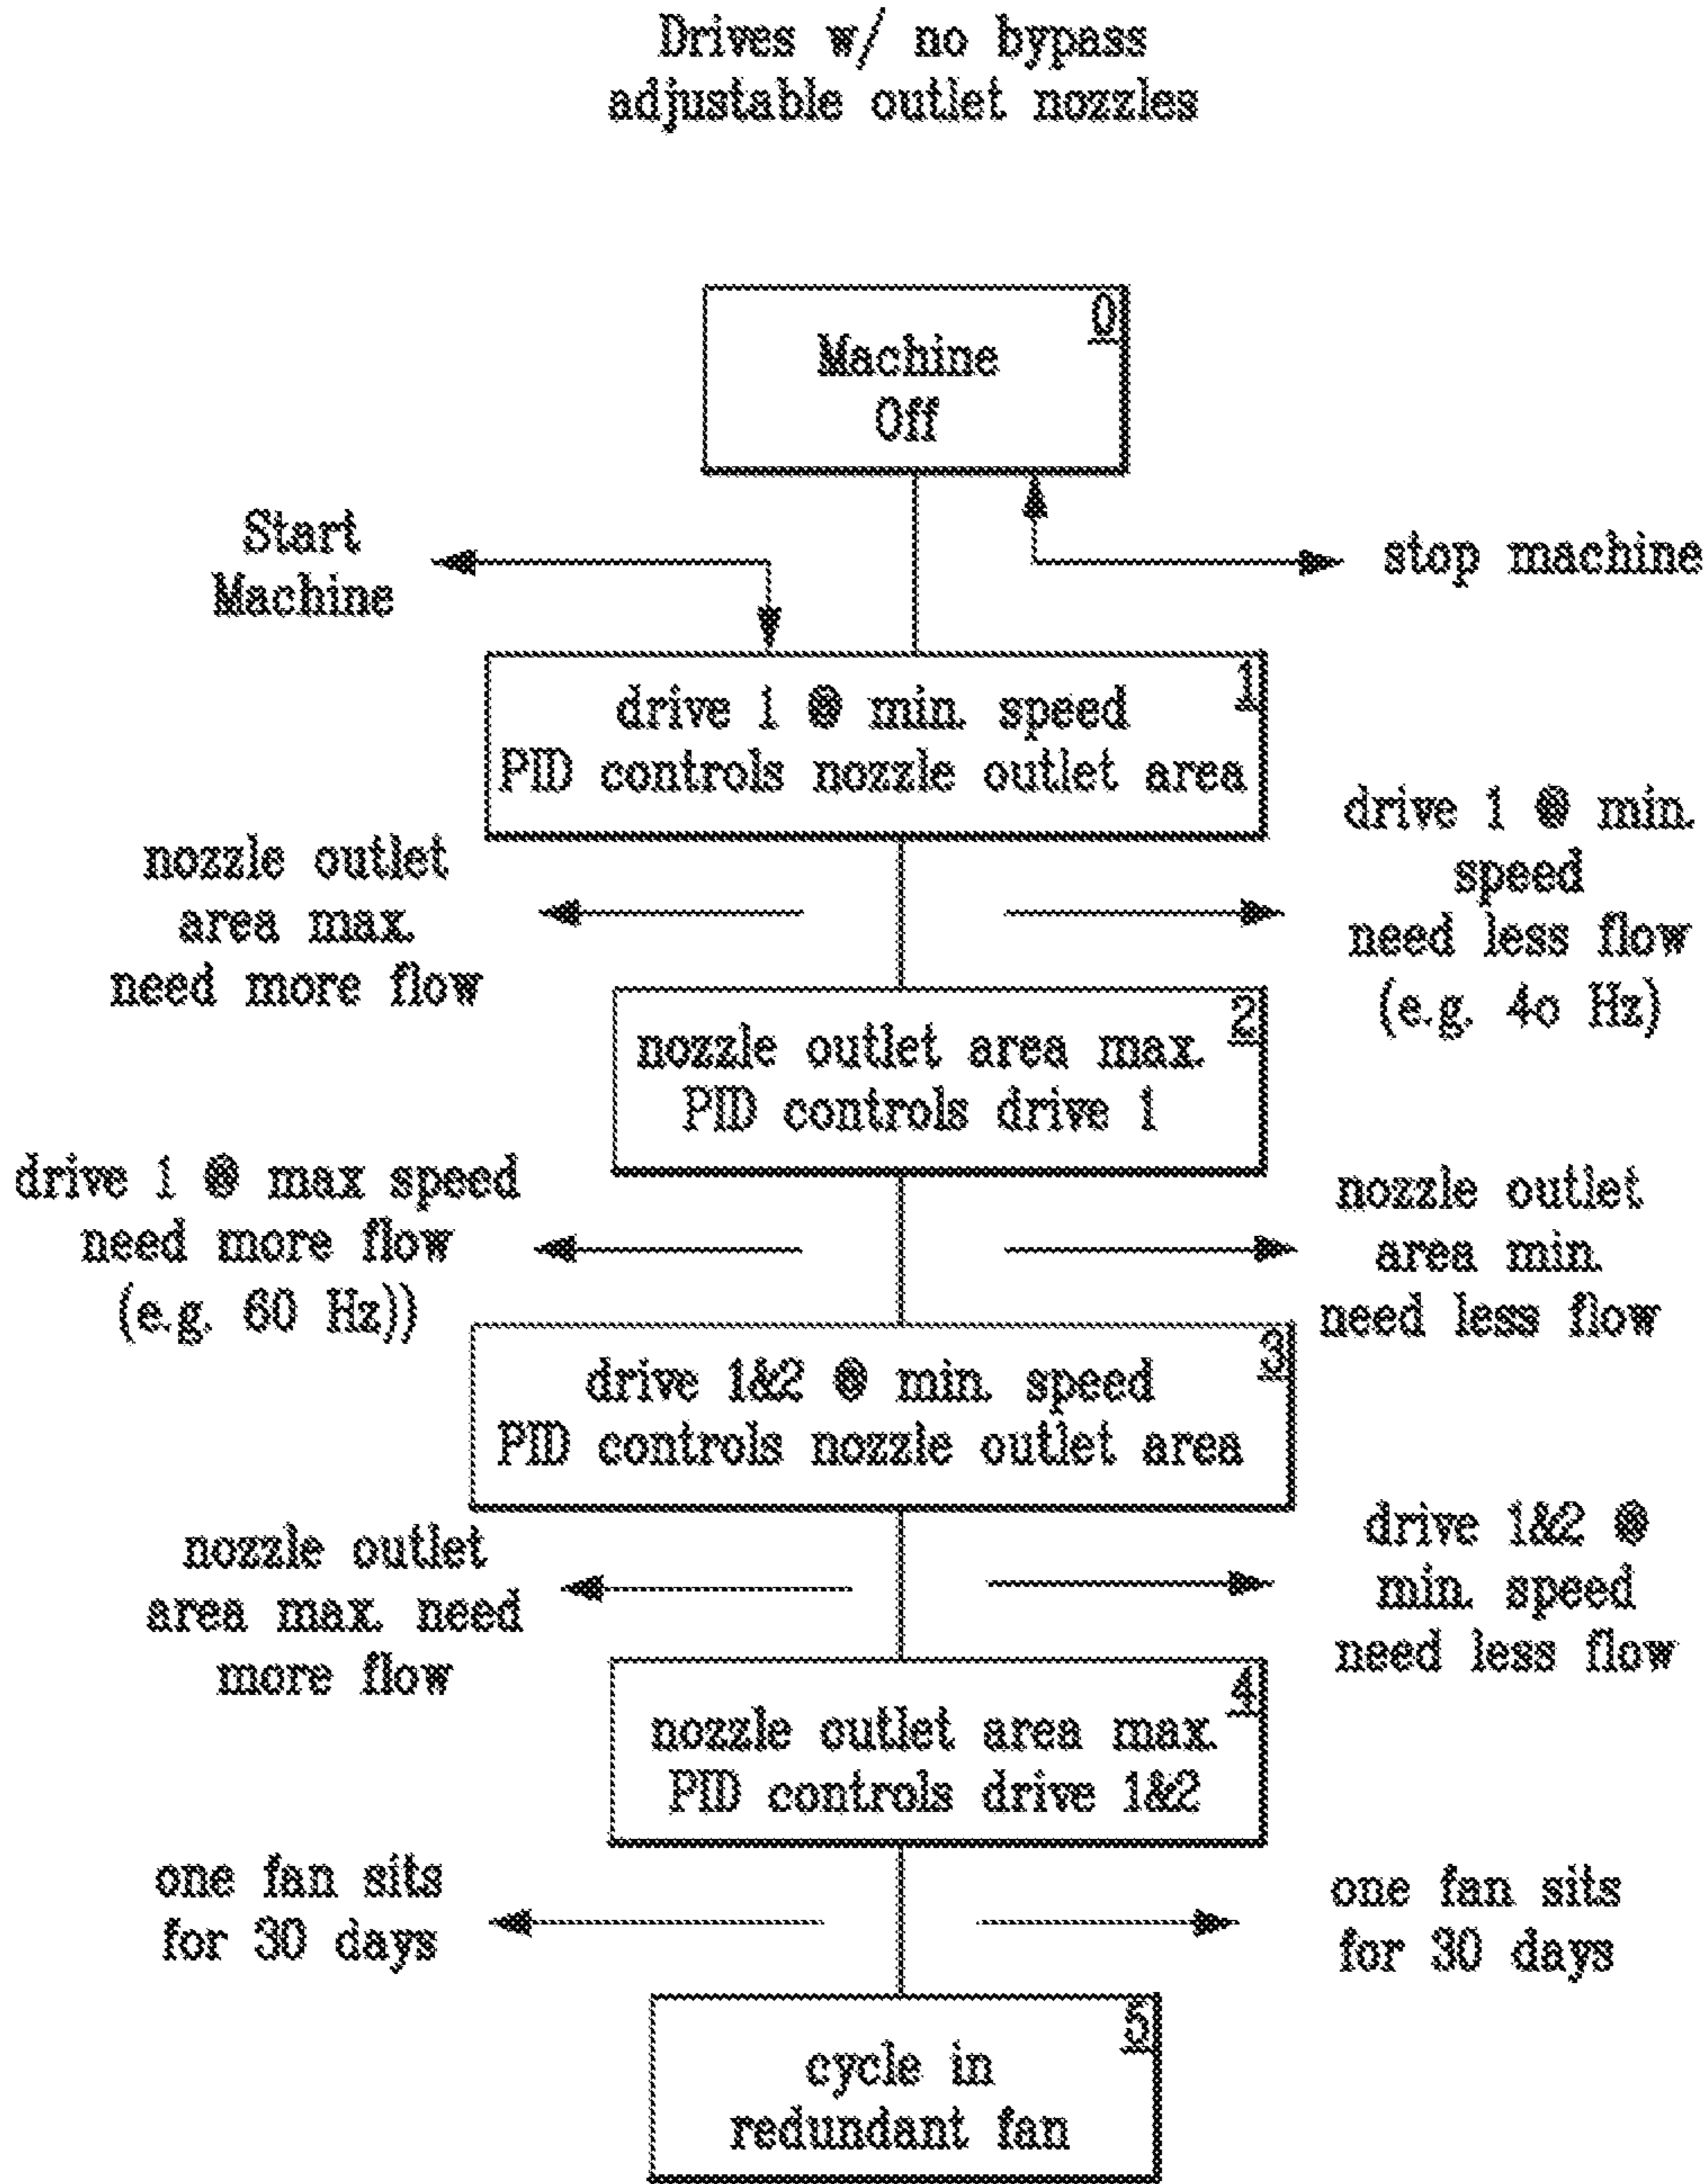 Drives w/ no bypass
adjustable outlet nozzles
0
Machine
Off
Start
Machine
stop machine
1
drive 1 @ min. speed
PID controls nozzle outlet area
nozzle outlet
area max.
need more flow
drive 1 @ min.
speed
need less flow
(e.g. 4o Hz)
2
nozzle outlet area max.
PID controls drive 1
drive 1 @ max speed
need more flow
(e.g. 60 Hz))
nozzle outlet
area min.
need less flow
3
drive 1&2 @ min. speed
PID controls nozzle outlet area
nozzle outlet
area max. need
more flow
drive 1&2 @
min. speed
need less flow
4
nozzle outlet area max.
PID controls drive 1&2
one fan sits
for 30 days
one fan sits
for 30 days
5
cycle in
redundant fan